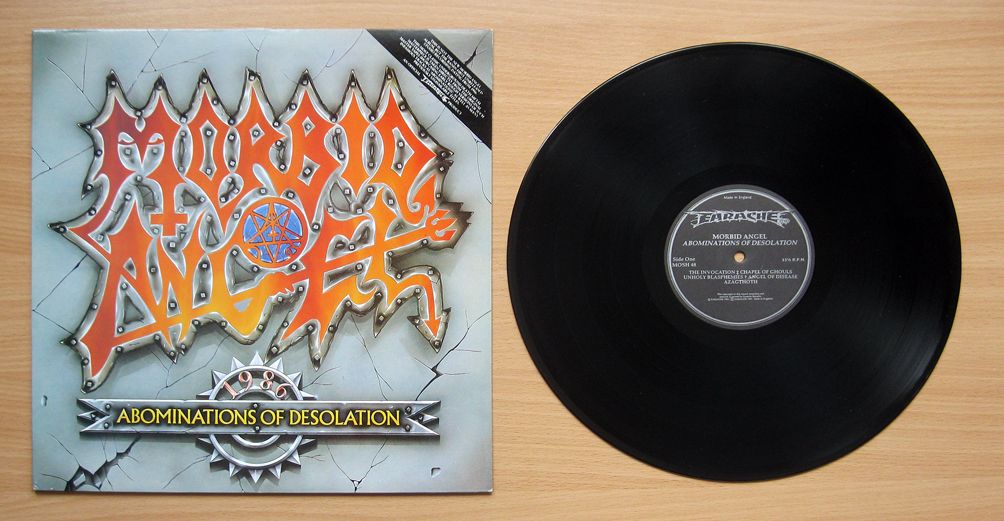 MORBID
ANGEL
1986
ABOMINATIONS OF DESOLATION
Made in England
EARACHE
MORBID ANGEL
ABOMINATIONS OF DESOLATION
Side One
MOSH 48
33⅓ R.P.M.
THE INVOCATION • CHAPEL OF GHOULS
UNHOLY BLASPHEMIES • ANGEL OF DISEASE
AZAGTHOTH